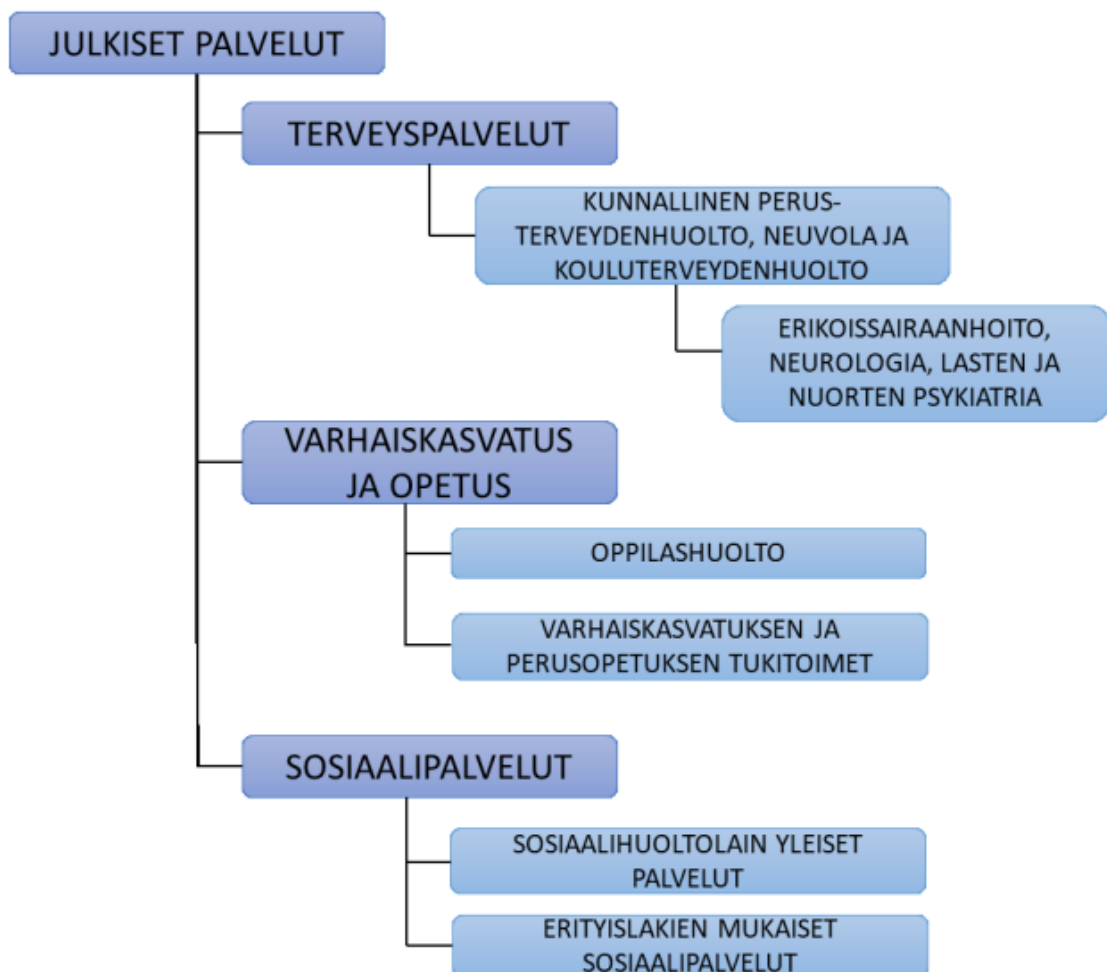 JULKISET PALVELUT
TERVEYSPALVELUT
KUNNALLINEN PERUS-
TERVEYDENHUOLTO, NEUVOLA JA
KOULUTERVEYDENHUOLTO
ERIKOISSAIRAANHOITO,
NEUROLOGIA, LASTEN JA
NUORTEN PSYKIATRIA
VARHAISKASVATUS
JA OPETUS
OPPILASHUOLTO
VARHAISKASVATUKSEN JA
PERUSOPETUKSEN TUKITOIMET
SOSIAALIPALVELUT
SOSIAALIHUOLTOLAIN YLEISET
PALVELUT
ERITYISLAKIEN MUKAISET
SOSIAALIPALVELUT